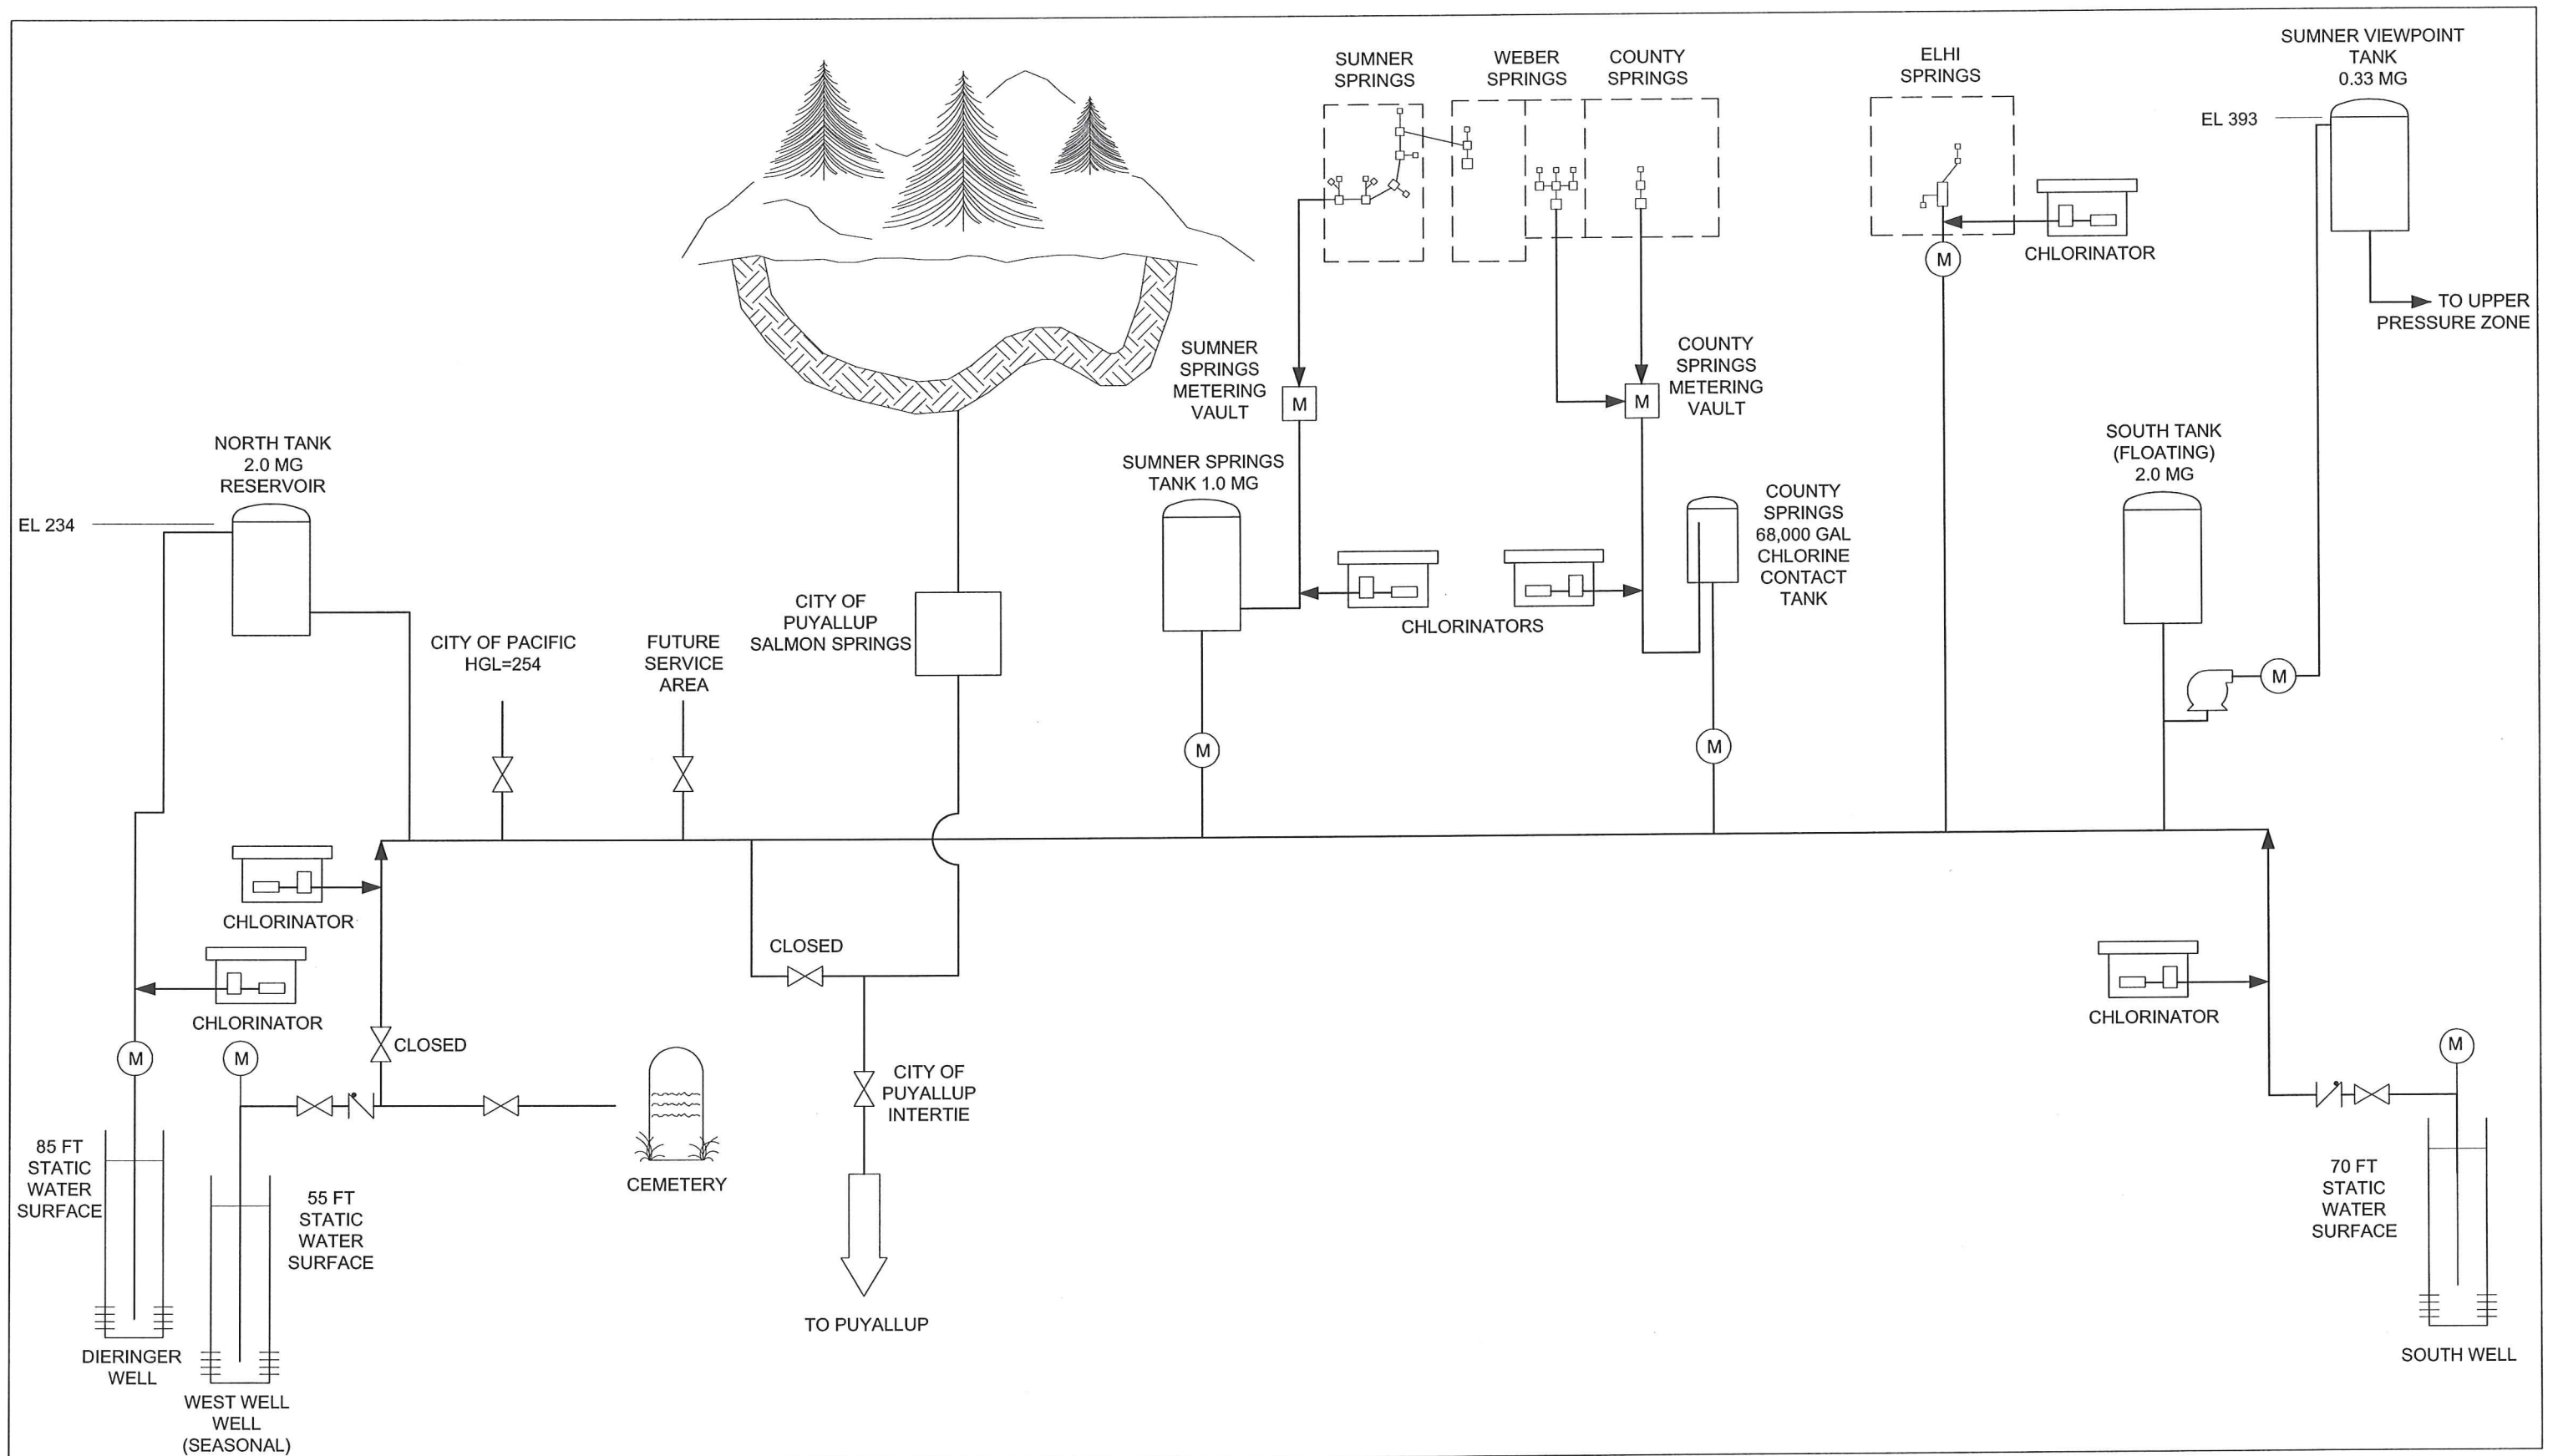 SUMNER
SPRINGS
WEBER
SPRINGS
COUNTY
SPRINGS
ELHI
SPRINGS
SUMNER VIEWPOINT
TANK
0.33 MG
EL 393
CHLORINATOR
M
TO UPPER
PRESSURE ZONE
SUMNER
SPRINGS
METERING
VAULT
M
M
COUNTY
SPRINGS
METERING
VAULT
NORTH TANK
2.0 MG
RESERVOIR
EL 234
SUMNER SPRINGS
TANK 1.0 MG
SOUTH TANK
(FLOATING)
2.0 MG
COUNTY
SPRINGS
68,000 GAL
CHLORINE
CONTACT
TANK
CHLORINATORS
CITY OF PACIFIC
HGL=254
FUTURE
SERVICE
AREA
CITY OF
PUYALLUP
SALMON SPRINGS
M
M
M
CHLORINATOR
CHLORINATOR
CLOSED
CLOSED
CHLORINATOR
M
M
M
CITY OF
PUYALLUP
INTERTIE
CEMETERY
85 FT
STATIC
WATER
SURFACE
55 FT
STATIC
WATER
SURFACE
70 FT
STATIC
WATER
SURFACE
TO PUYALLUP
DIERINGER
WELL
WEST WELL
WELL
(SEASONAL)
SOUTH WELL